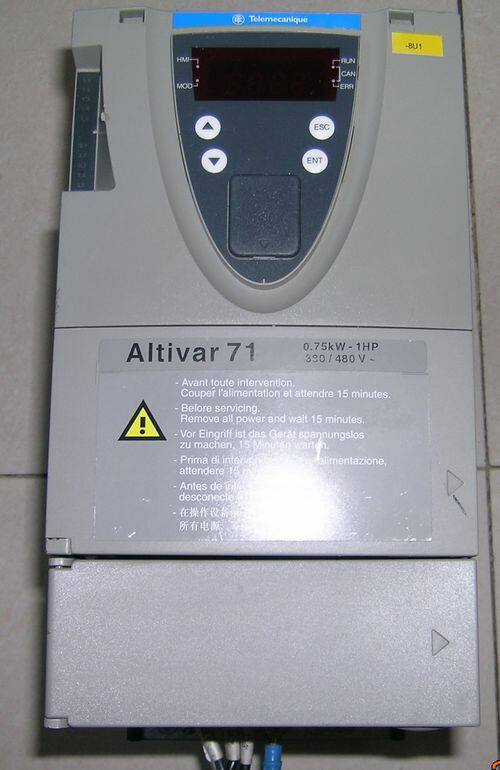 Telemecanique
-8U1
HMI
RUN
CAN
MOD
ERR
ESC
ENT
Altivar 71
0.75kW - 1HP
380 / 480 V ~
- Avant toute intervention.
Couper l'alimentation et attendre 15 minutes.
- Before servicing.
Remove all power and wait 15 minutes.
- Vor Eingriff ist das Gerät spannungslos
zu machen. 15 Minuten warten.
- Prima di alimentazione,
attendere 15
- Antes de
- 在操作设备
所有电源